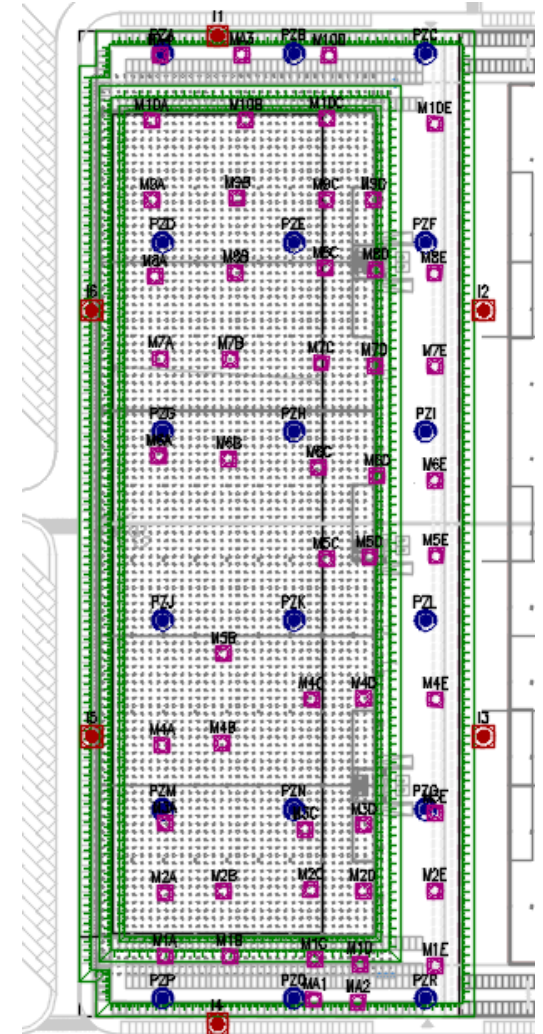 I1
PZA PZB PZC
MA3 M10D
M10A M10B M10C M10E
M9A M9B M9C M9D
PZD PZE PZF
M8A M8B M8C M8D M8E
I6 I2
M7A M7B M7C M7D M7E
PZG PZH PZI
M6A M6B M6C M6D M6E
M5C M5D M5E
PZJ PZK PZL
M5B
M4C M4D M4E
I5 I3
M4A M4B
PZM PZN
M3D
M2A M2B M2C M2D M2E
M1A M1B M1C M1D M1E
PZP PZR
MA1 MA2
I4